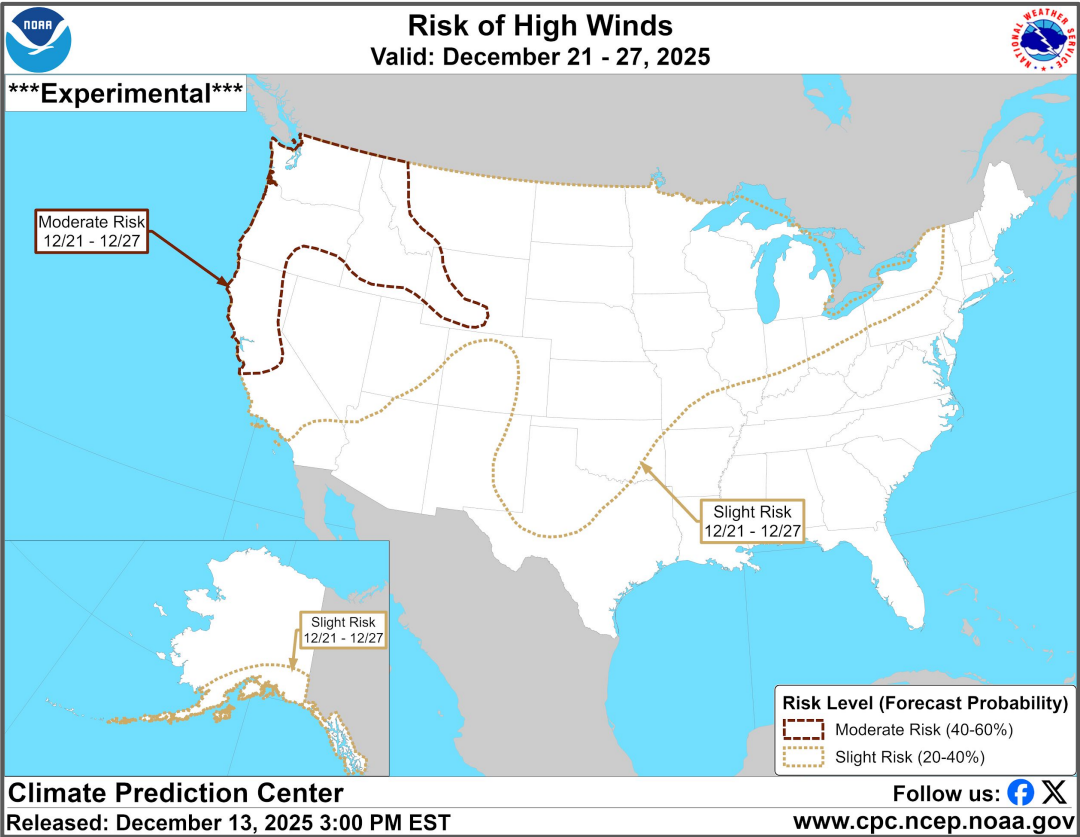 NOAA
Risk of High Winds
Valid: December 21 - 27, 2025
NATIONAL WEATHER SERVICE
***Experimental***
Moderate Risk
12/21 - 12/27
Slight Risk
12/21 - 12/27
Slight Risk
12/21 - 12/27
Risk Level (Forecast Probability)
Moderate Risk (40-60%)
Slight Risk (20-40%)
Climate Prediction Center
Follow us:
Released: December 13, 2025 3:00 PM EST
www.cpc.ncep.noaa.gov